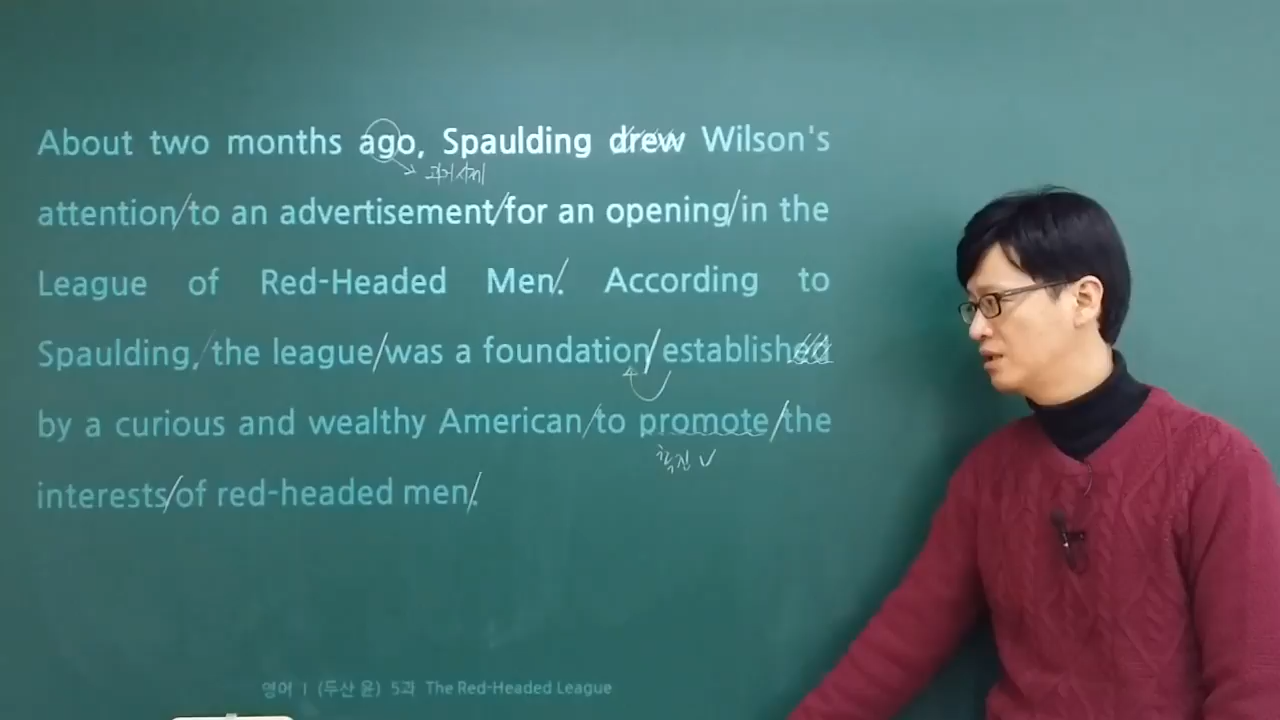 About two months ago, Spaulding drew Wilson's
과거시제
attention/to an advertisement/for an opening/in the
League of Red-Headed Men/.
According to
Spaulding,/the league/was a foundation/established
by a curious and wealthy American/to promote/the
촉진 ✓
interests/of red-headed men/.
영어 I (두산 윤) 5과 The Red-Headed League